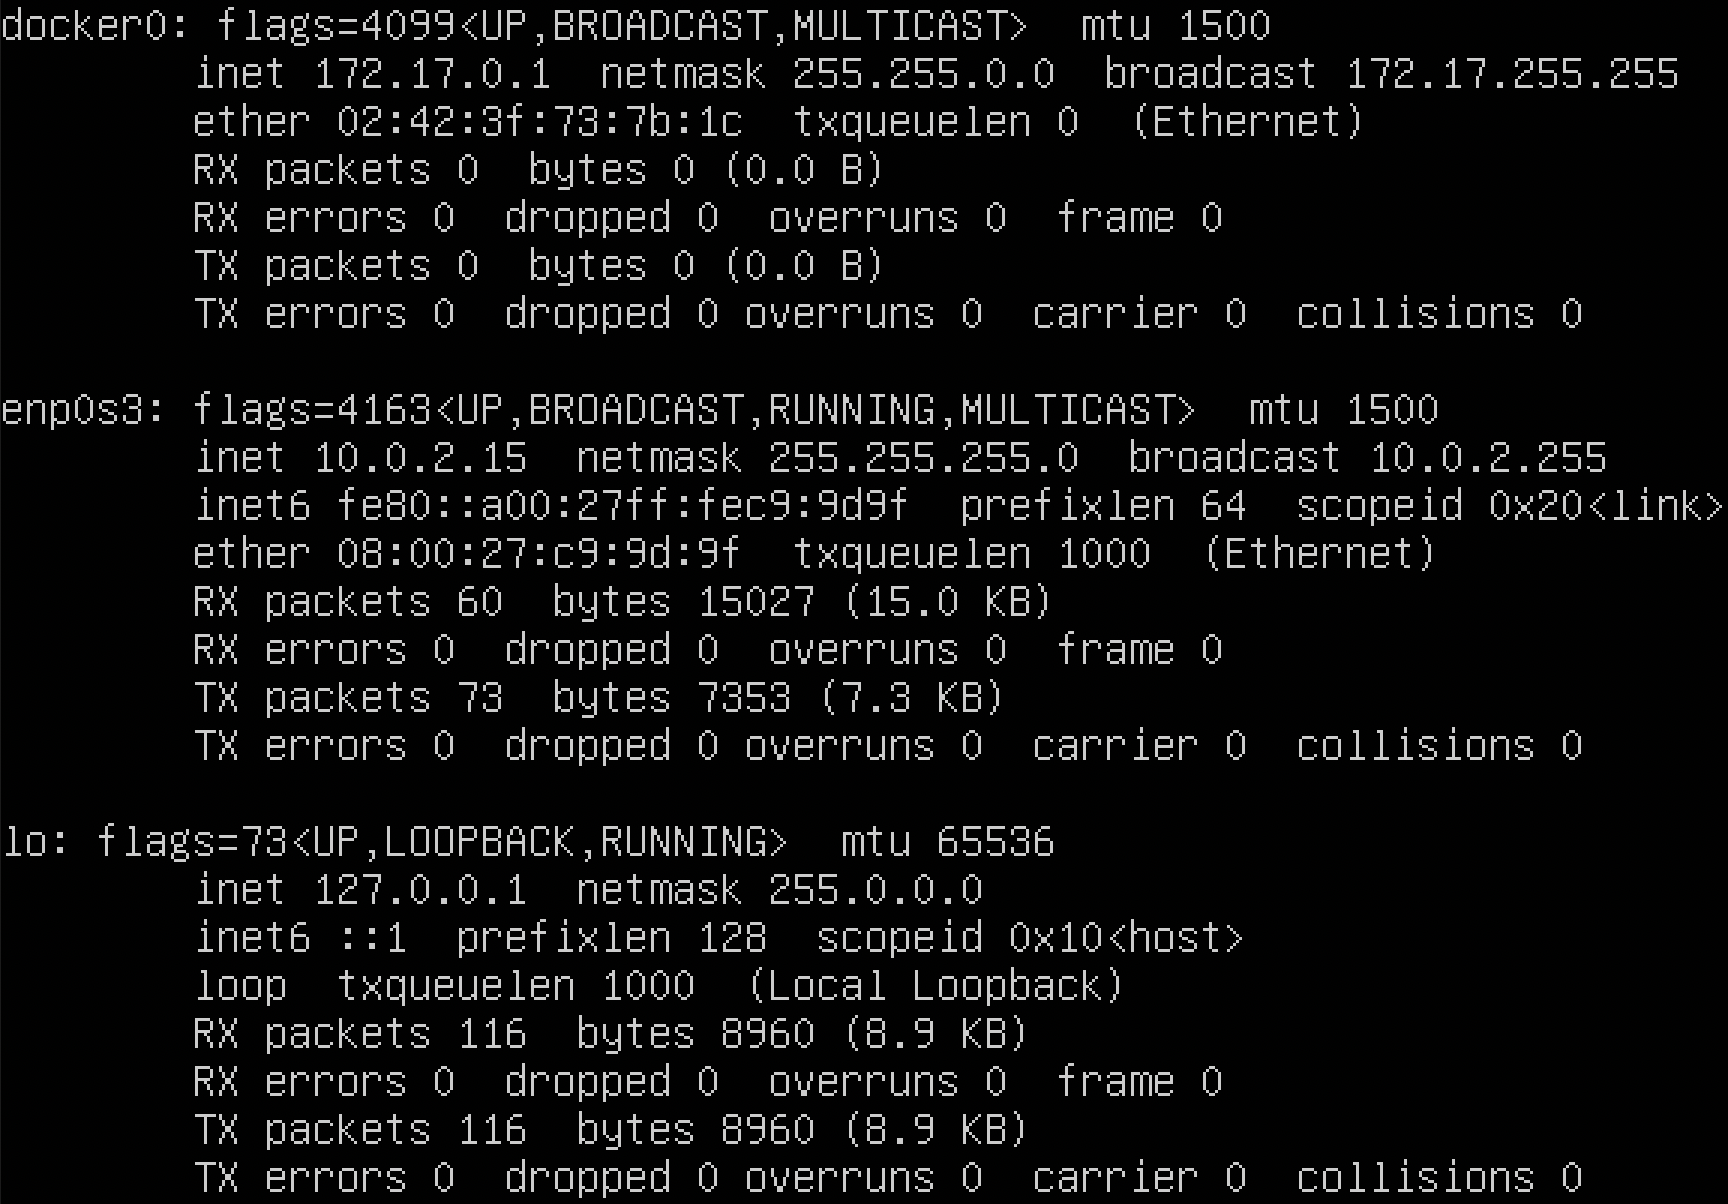 docker0: flags=4099<UP,BROADCAST,MULTICAST>  mtu 1500
        inet 172.17.0.1  netmask 255.255.0.0  broadcast 172.17.255.255
        ether 02:42:3f:73:7b:1c  txqueuelen 0  (Ethernet)
        RX packets 0  bytes 0 (0.0 B)
        RX errors 0  dropped 0  overruns 0  frame 0
        TX packets 0  bytes 0 (0.0 B)
        TX errors 0  dropped 0 overruns 0  carrier 0  collisions 0

enp0s3: flags=4163<UP,BROADCAST,RUNNING,MULTICAST>  mtu 1500
        inet 10.0.2.15  netmask 255.255.255.0  broadcast 10.0.2.255
        inet6 fe80::a00:27ff:fec9:9d9f  prefixlen 64  scopeid 0x20<link>
        ether 08:00:27:c9:9d:9f  txqueuelen 1000  (Ethernet)
        RX packets 60  bytes 15027 (15.0 KB)
        RX errors 0  dropped 0  overruns 0  frame 0
        TX packets 73  bytes 7353 (7.3 KB)
        TX errors 0  dropped 0 overruns 0  carrier 0  collisions 0

lo: flags=73<UP,LOOPBACK,RUNNING>  mtu 65536
        inet 127.0.0.1  netmask 255.0.0.0
        inet6 ::1  prefixlen 128  scopeid 0x10<host>
        loop  txqueuelen 1000  (Local Loopback)
        RX packets 116  bytes 8960 (8.9 KB)
        RX errors 0  dropped 0  overruns 0  frame 0
        TX packets 116  bytes 8960 (8.9 KB)
        TX errors 0  dropped 0 overruns 0  carrier 0  collisions 0